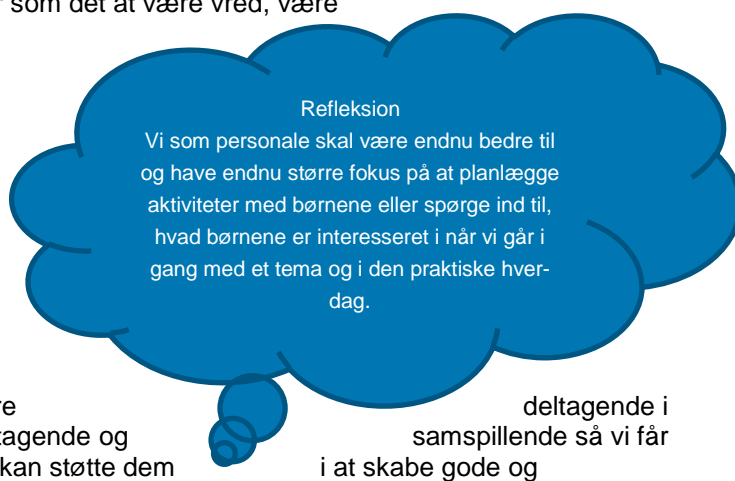 som det at være vred, være
Refleksion
Vi som personale skal være endnu bedre til
og have endnu større fokus på at planlægge
aktiviteter med børnene eller spørge ind til,
hvad børnene er interesseret i når vi går i
gang med et tema og i den praktiske hver-
dag.
deltagende i
tagende og samspillende så vi får
kan støtte dem i at skabe gode og